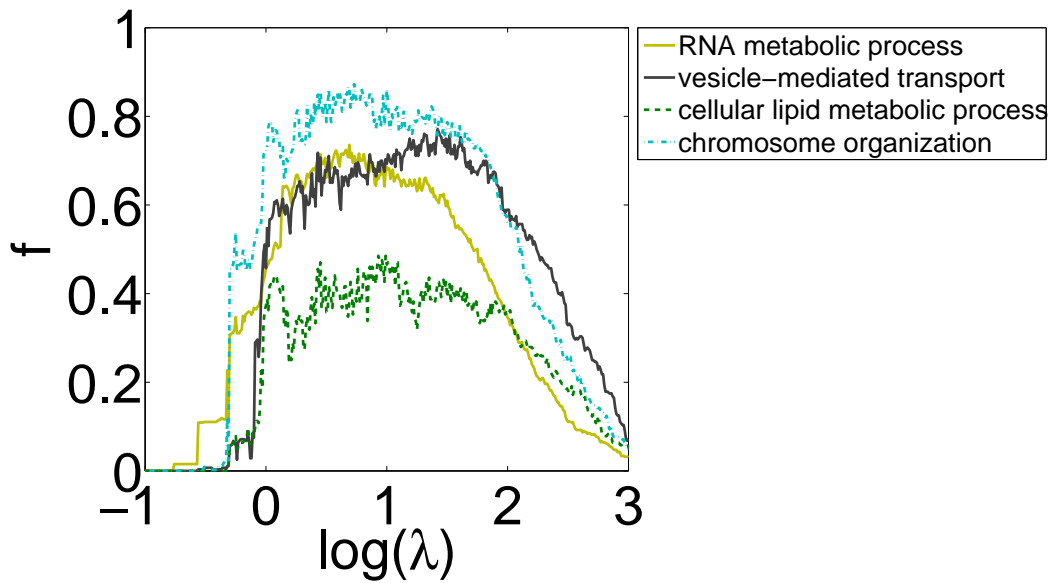 1
0.8
0.6
0.4
0.2
0
f
−1
0
1
2
3
log(λ)
RNA metabolic process
vesicle−mediated transport
cellular lipid metabolic process
chromosome organization